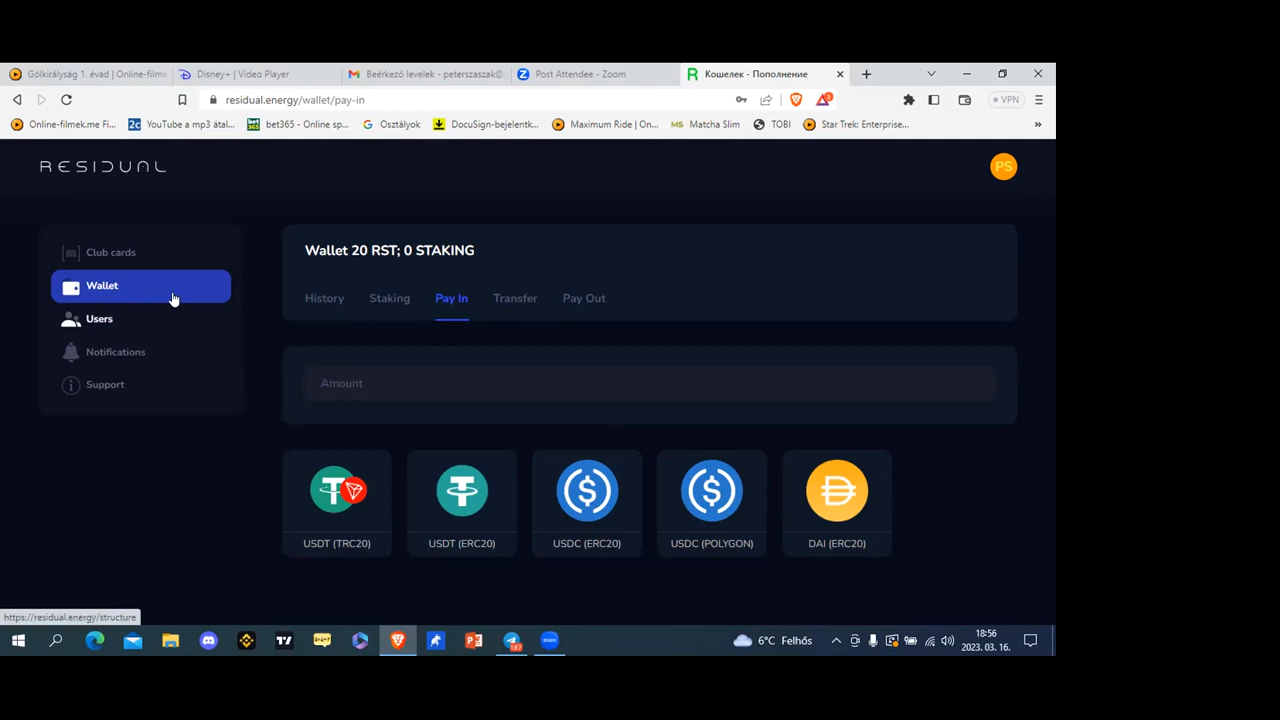 Gólkirályság 1. évad | Online-filme
Disney+ | Video Player
Beérkező levelek - peterszaszak@
Post Attendee - Zoom
Кошелек - Пополнение
residual.energy/wallet/pay-in
VPN
Online-filmek.me Fi...
YouTube a mp3 átal...
bet365 - Online sp...
Osztályok
DocuSign-bejelentk...
Maximum Ride | On...
Matcha Slim
TOBI
Star Trek: Enterprise...
RESIDUAL
PS
Club cards
Wallet
Users
Notifications
Support
Wallet 20 RST; 0 STAKING
History
Staking
Pay In
Transfer
Pay Out
Amount
USDT (TRC20)
USDT (ERC20)
USDC (ERC20)
USDC (POLYGON)
DAI (ERC20)
https://residual.energy/structure
187
zoom
6°C Felhős
18:56
2023. 03. 16.